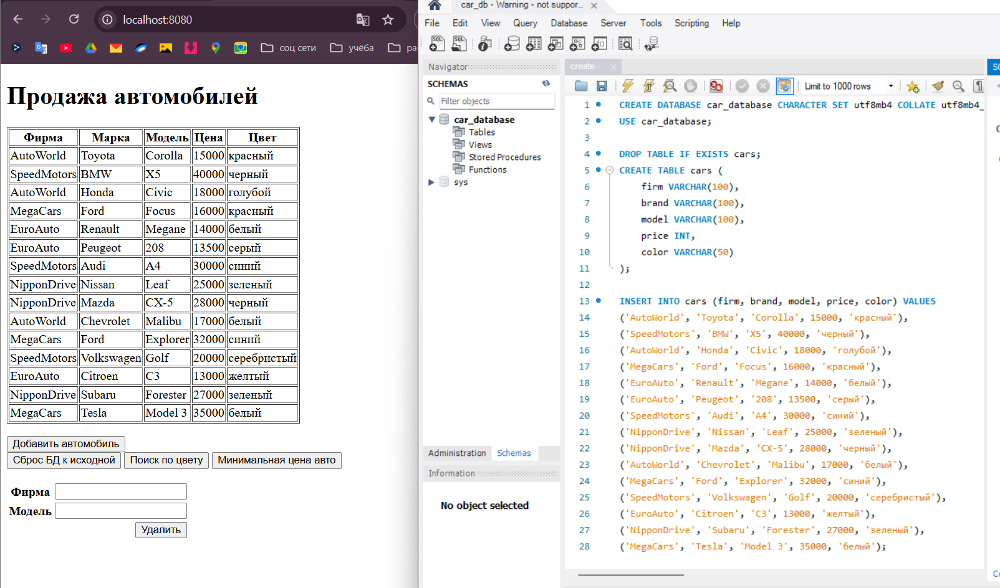 localhost:8080
соц сети
учёба
Продажа автомобилей
Фирма Марка Модель Цена Цвет
AutoWorld Toyota Corolla 15000 красный
SpeedMotors BMW X5 40000 черный
AutoWorld Honda Civic 18000 голубой
MegaCars Ford Focus 16000 красный
EuroAuto Renault Megane 14000 белый
EuroAuto Peugeot 208 13500 серый
SpeedMotors Audi A4 30000 синий
NipponDrive Nissan Leaf 25000 зеленый
NipponDrive Mazda CX-5 28000 черный
AutoWorld Chevrolet Malibu 17000 белый
MegaCars Ford Explorer 32000 синий
SpeedMotors Volkswagen Golf 20000 серебристый
EuroAuto Citroen C3 13000 желтый
NipponDrive Subaru Forester 27000 зеленый
MegaCars Tesla Model 3 35000 белый
Добавить автомобиль
Сброс БД к исходной Поиск по цвету Минимальная цена авто
Фирма
Модель
Удалить
car_db - Warning - not suppor...
File Edit View Query Database Server Tools Scripting Help
Navigator
SCHEMAS
Filter objects
car_database
Tables
Views
Stored Procedures
Functions
sys
Administration Schemas
Information
No object selected
create
Limit to 1000 rows
1 CREATE DATABASE car_database CHARACTER SET utf8mb4 COLLATE utf8mb4_
2 USE car_database;
3
4 DROP TABLE IF EXISTS cars;
5 CREATE TABLE cars (
6 firm VARCHAR(100),
7 brand VARCHAR(100),
8 model VARCHAR(100),
9 price INT,
10 color VARCHAR(50)
11 );
12
13 INSERT INTO cars (firm, brand, model, price, color) VALUES
14 ('AutoWorld', 'Toyota', 'Corolla', 15000, 'красный'),
15 ('SpeedMotors', 'BMW', 'X5', 40000, 'черный'),
16 ('AutoWorld', 'Honda', 'Civic', 18000, 'голубой'),
17 ('MegaCars', 'Ford', 'Focus', 16000, 'красный'),
18 ('EuroAuto', 'Renault', 'Megane', 14000, 'белый'),
19 ('EuroAuto', 'Peugeot', '208', 13500, 'серый'),
20 ('SpeedMotors', 'Audi', 'A4', 30000, 'синий'),
21 ('NipponDrive', 'Nissan', 'Leaf', 25000, 'зеленый'),
22 ('NipponDrive', 'Mazda', 'CX-5', 28000, 'черный'),
23 ('AutoWorld', 'Chevrolet', 'Malibu', 17000, 'белый'),
24 ('MegaCars', 'Ford', 'Explorer', 32000, 'синий'),
25 ('SpeedMotors', 'Volkswagen', 'Golf', 20000, 'серебристый'),
26 ('EuroAuto', 'Citroen', 'C3', 13000, 'желтый'),
27 ('NipponDrive', 'Subaru', 'Forester', 27000, 'зеленый'),
28 ('MegaCars', 'Tesla', 'Model 3', 35000, 'белый');